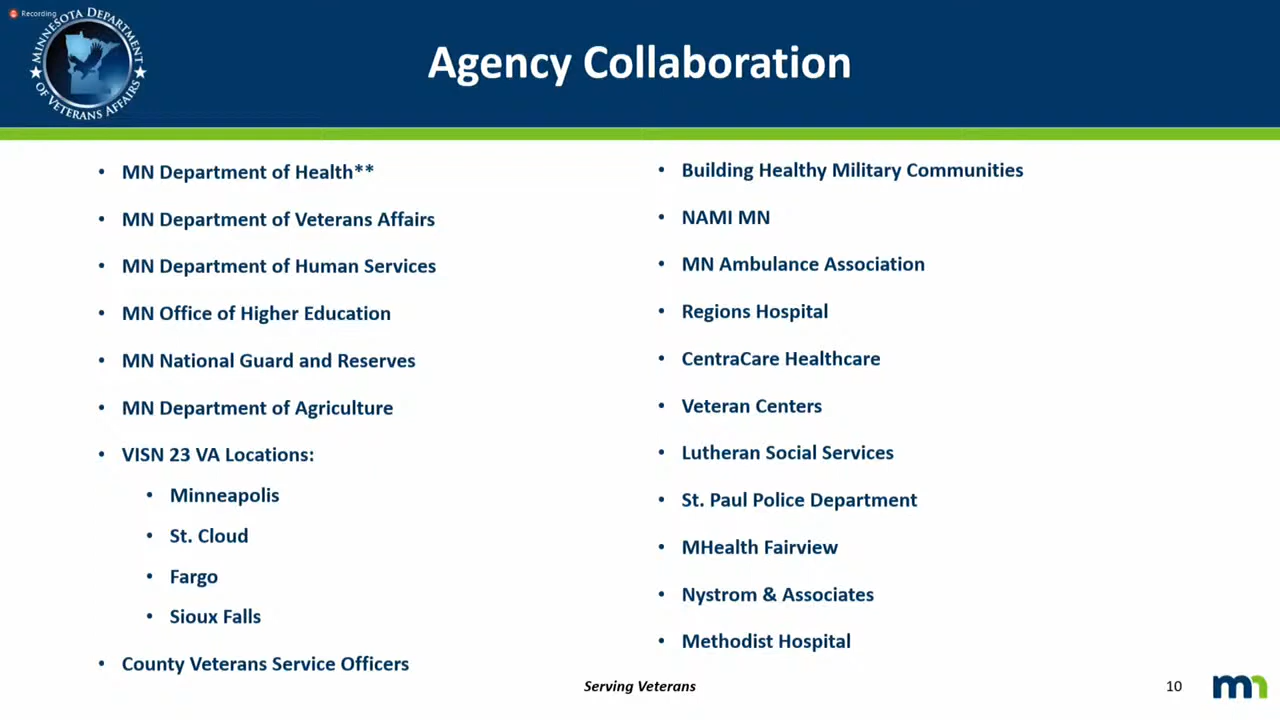 Recording
MINNESOTA DEPARTMENT
OF VETERANS AFFAIRS
Agency Collaboration
• MN Department of Health**
• MN Department of Veterans Affairs
• MN Department of Human Services
• MN Office of Higher Education
• MN National Guard and Reserves
• MN Department of Agriculture
• VISN 23 VA Locations:
• Minneapolis
• St. Cloud
• Fargo
• Sioux Falls
• County Veterans Service Officers
• Building Healthy Military Communities
• NAMI MN
• MN Ambulance Association
• Regions Hospital
• CentraCare Healthcare
• Veteran Centers
• Lutheran Social Services
• St. Paul Police Department
• MHealth Fairview
• Nystrom & Associates
• Methodist Hospital
Serving Veterans
10
mn